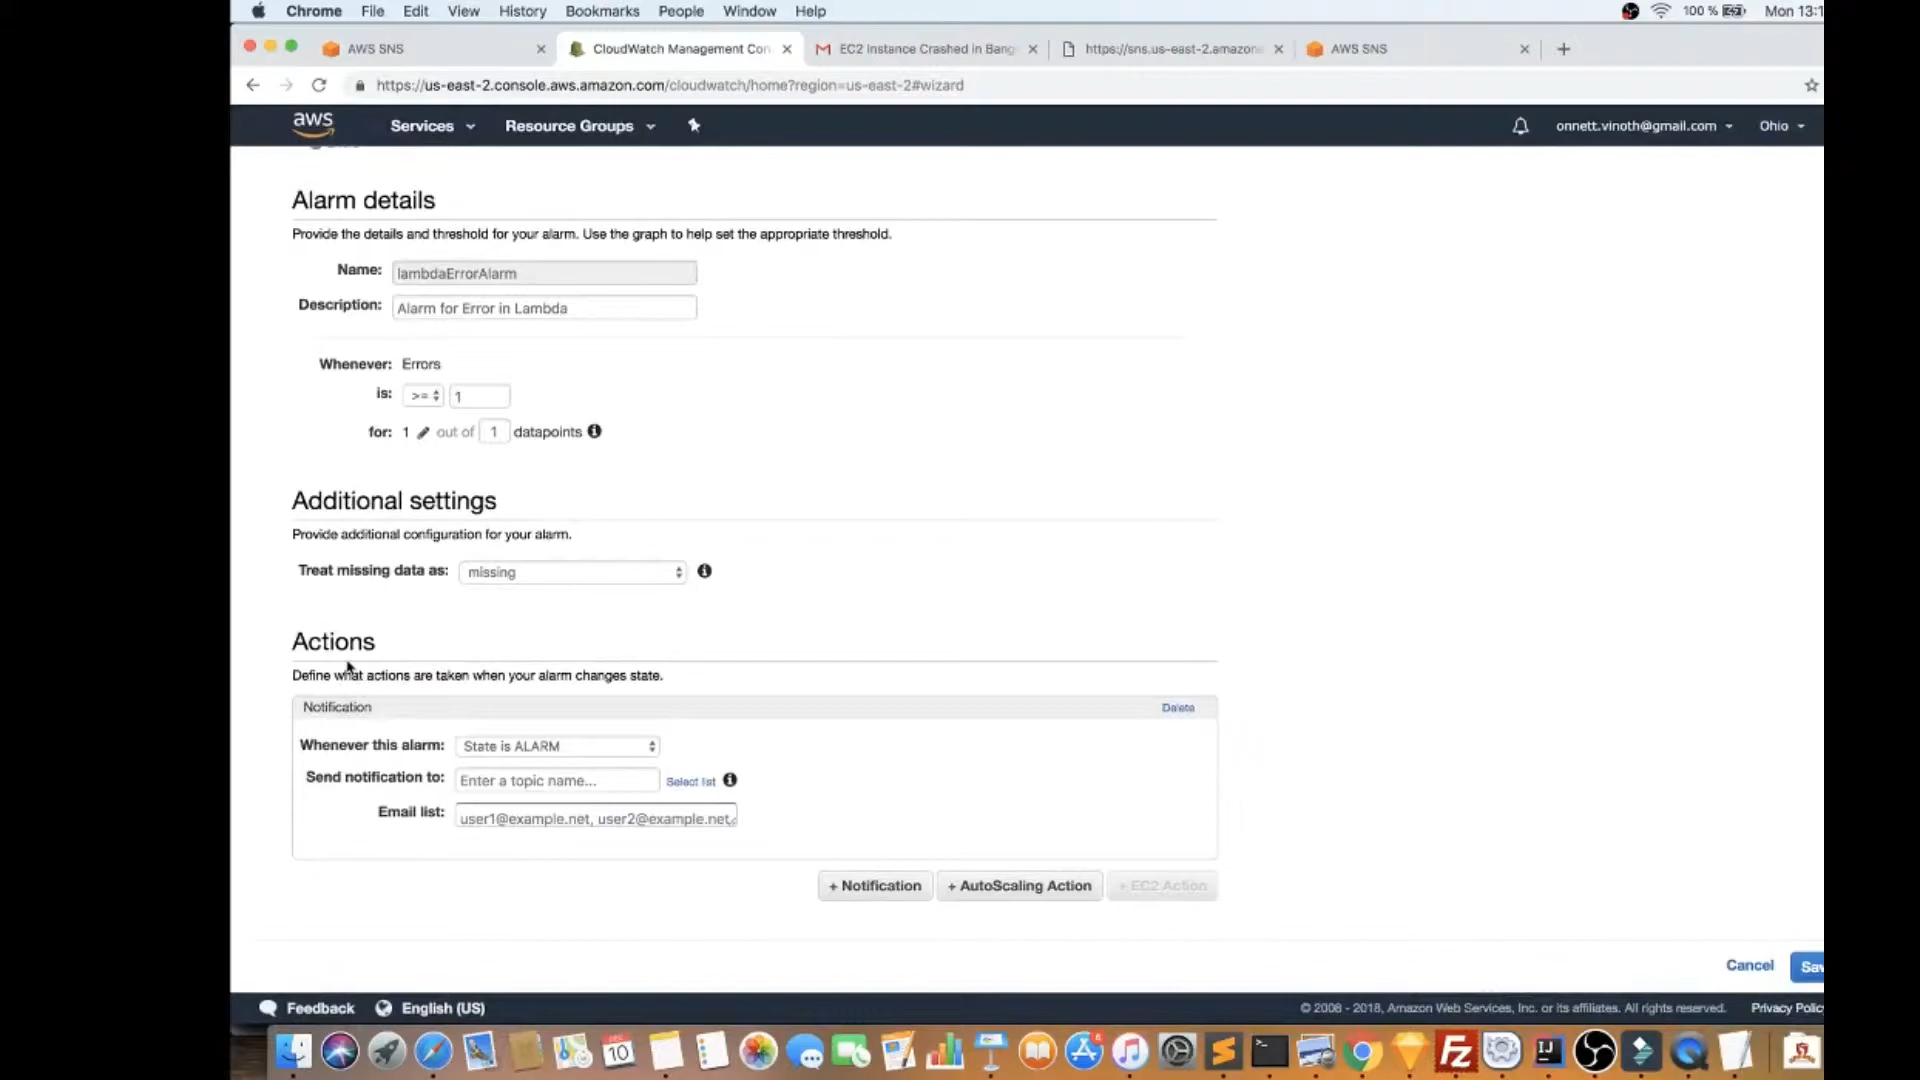 Chrome File Edit View History Bookmarks People Window Help 100 % Mon 13:1
AWS SNS CloudWatch Management Con EC2 Instance Crashed in Bang https://sns.us-east-2.amazona AWS SNS
https://us-east-2.console.aws.amazon.com/cloudwatch/home?region=us-east-2#wizard
aws Services Resource Groups onnett.vinoth@gmail.com Ohio
Alarm details
Provide the details and threshold for your alarm. Use the graph to help set the appropriate threshold.
Name: lambdaErrorAlarm
Description: Alarm for Error in Lambda
Whenever: Errors
is: >= 1
for: 1 out of 1 datapoints
Additional settings
Provide additional configuration for your alarm.
Treat missing data as: missing
Actions
Define what actions are taken when your alarm changes state.
Notification Delete
Whenever this alarm: State is ALARM
Send notification to: Enter a topic name... Select list
Email list: user1@example.net, user2@example.net,
+ Notification + AutoScaling Action + EC2 Action
Cancel Sav
Feedback English (US) © 2008 - 2018, Amazon Web Services, Inc. or its affiliates. All rights reserved. Privacy Polic
10 Fz IJ